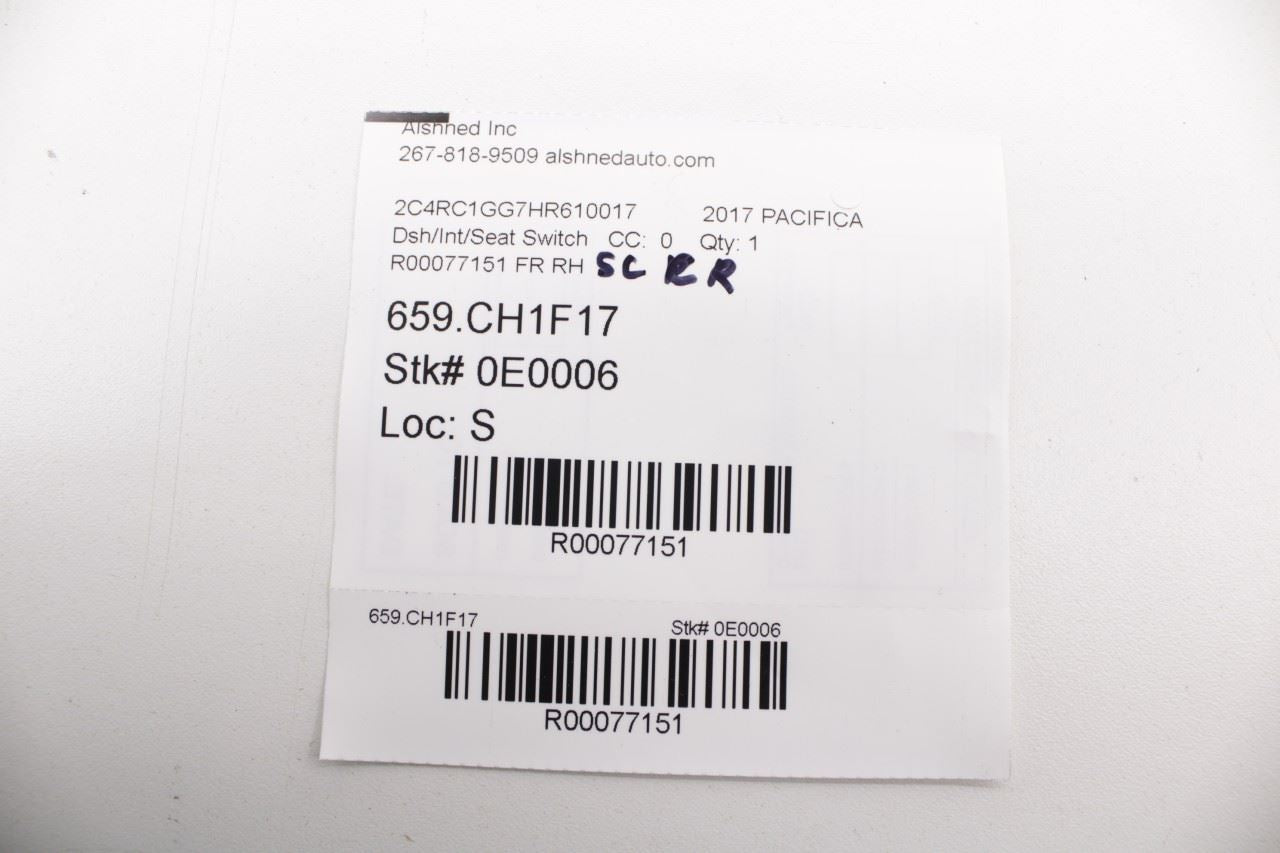 Alshned Inc
267-818-9509 alshnedauto.com
2C4RC1GG7HR610017 2017 PACIFICA
Dsh/Int/Seat Switch CC: 0 Qty: 1
R00077151 FR RH SC RR
659.CH1F17
Stk# 0E0006
Loc: S
R00077151
659.CH1F17 Stk# 0E0006
R00077151